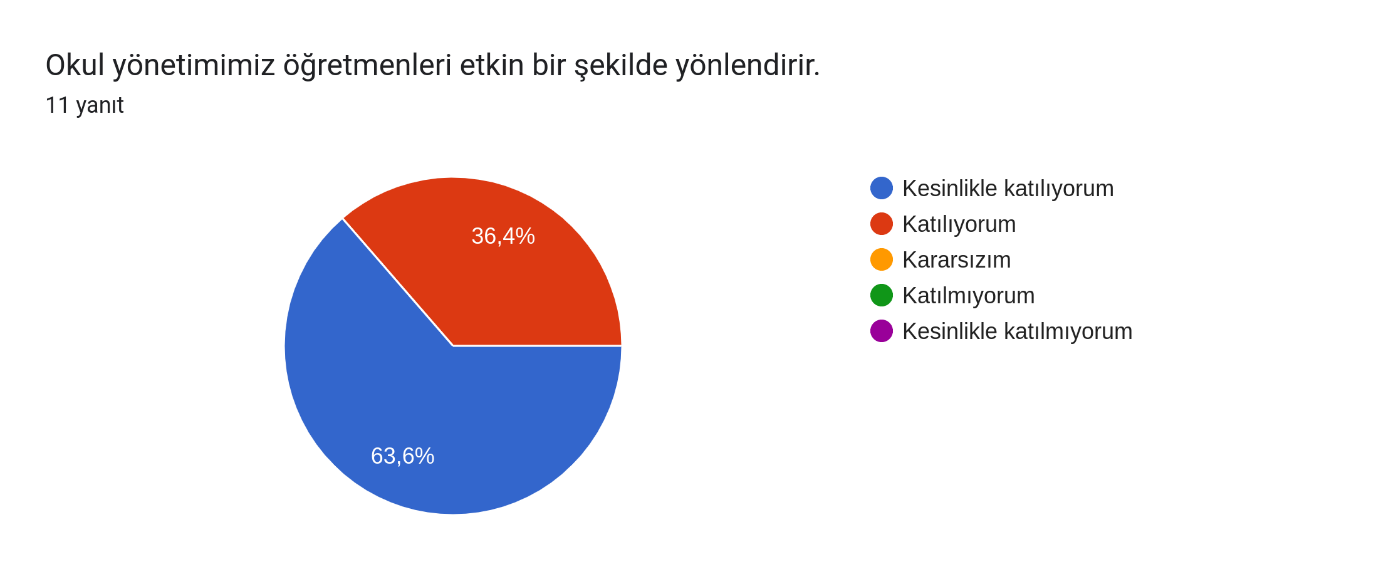 Okul yönetimimiz öğretmenleri etkin bir şekilde yönlendirir.
11 yanıt
36,4%
63,6%
Kesinlikle katılıyorum
Katılıyorum
Kararsızım
Katılmıyorum
Kesinlikle katılmıyorum